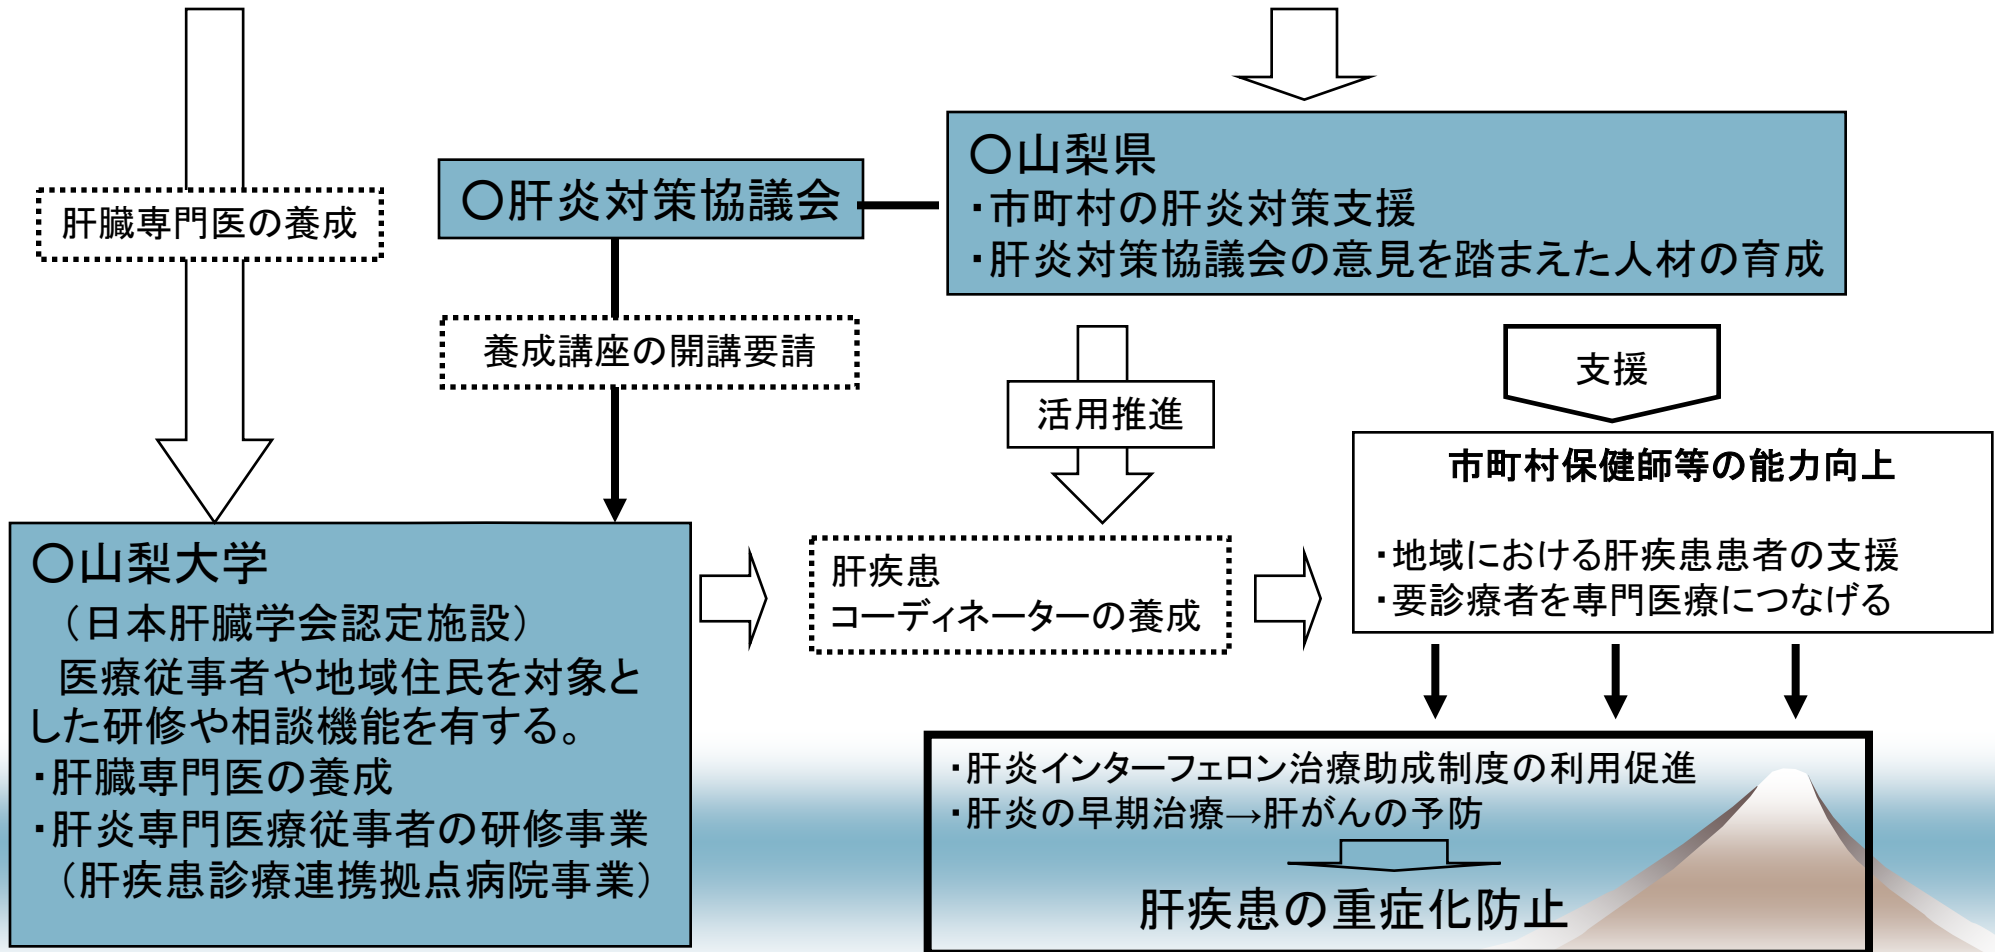 肝臓専門医の養成
○肝炎対策協議会
○山梨県
・市町村の肝炎対策支援
・肝炎対策協議会の意見を踏まえた人材の育成
養成講座の開講要請
活用推進
支援
○山梨大学
（日本肝臓学会認定施設）
医療従事者や地域住民を対象と
した研修や相談機能を有する。
・肝臓専門医の養成
・肝炎専門医療従事者の研修事業
（肝疾患診療連携拠点病院事業）
肝疾患
コーディネーターの養成
市町村保健師等の能力向上
・地域における肝疾患患者の支援
・要診療者を専門医療につなげる
・肝炎インターフェロン治療助成制度の利用促進
・肝炎の早期治療→肝がんの予防
肝疾患の重症化防止